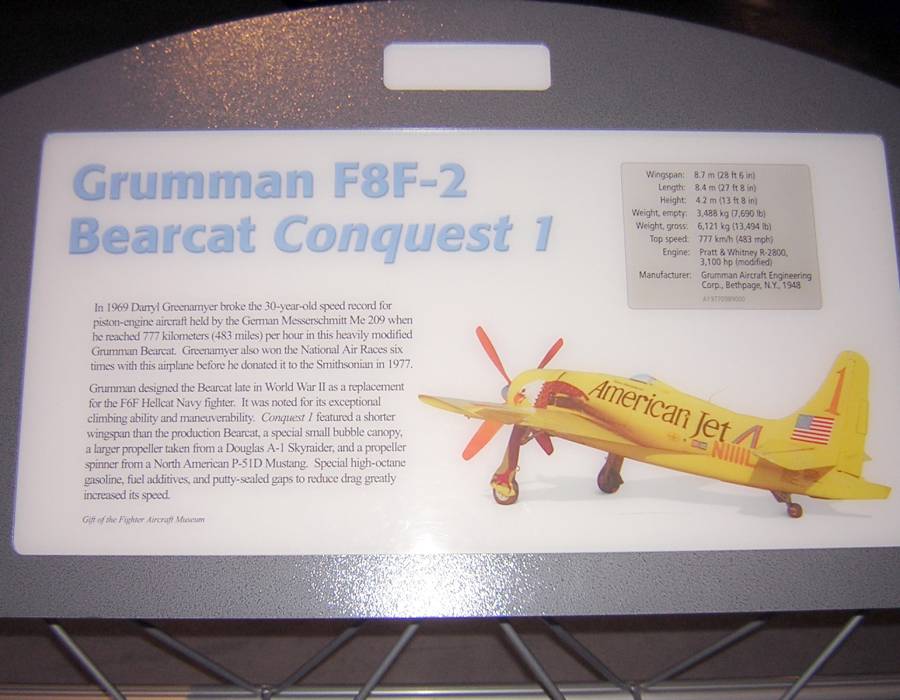 Grumman F8F-2
Bearcat Conquest 1
Wingspan: 8.7 m (28 ft 6 in)
Length: 8.4 m (27 ft 8 in)
Height: 4.2 m (13 ft 8 in)
Weight, empty: 3,488 kg (7,690 lb)
Weight, gross: 6,121 kg (13,494 lb)
Top speed: 777 km/h (483 mph)
Engine: Pratt & Whitney R-2800,
3,100 hp (modified)
Manufacturer: Grumman Aircraft Engineering
Corp., Bethpage, N.Y., 1948
A19770989000
In 1969 Darryl Greenamyer broke the 30-year-old speed record for
piston-engine aircraft held by the German Messerschmitt Me 209 when
he reached 777 kilometers (483 miles) per hour in this heavily modified
Grumman Bearcat. Greenamyer also won the National Air Races six
times with this airplane before he donated it to the Smithsonian in 1977.
Grumman designed the Bearcat late in World War II as a replacement
for the F6F Hellcat Navy fighter. It was noted for its exceptional
climbing ability and maneuverability. Conquest 1 featured a shorter
wingspan than the production Bearcat, a special small bubble canopy,
a larger propeller taken from a Douglas A-1 Skyraider, and a propeller
spinner from a North American P-51D Mustang. Special high-octane
gasoline, fuel additives, and putty-sealed gaps to reduce drag greatly
increased its speed.
Gift of the Fighter Aircraft Museum
American Jet
N1111L
1